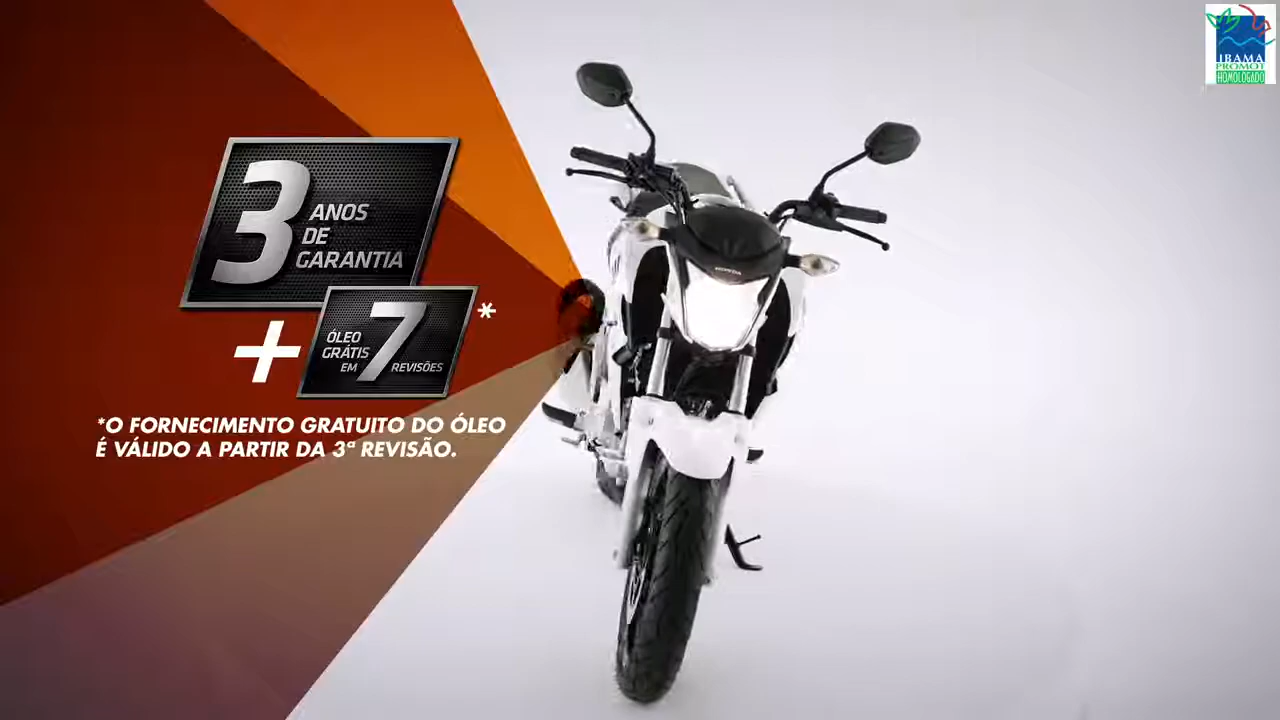 3 ANOS
DE
GARANTIA
+
ÓLEO
GRÁTIS
EM 7 REVISÕES
*
*O FORNECIMENTO GRATUITO DO ÓLEO
É VÁLIDO A PARTIR DA 3ª REVISÃO.
HONDA
IBAMA
PROMOT
HOMOLOGADO